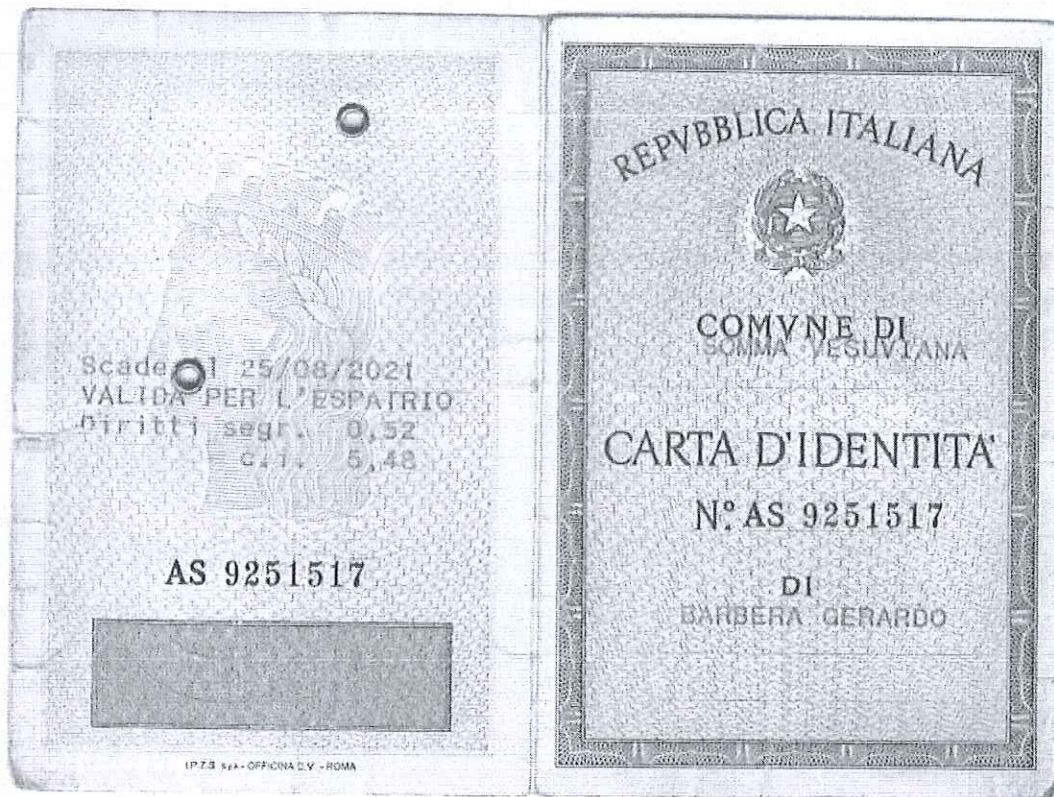 Scade il 25/08/2021
VALIDA PER L'ESPATRIO
Diritti segr. 0,52
c.i. 5,48
AS 9251517
I.P.Z.S. S.p.A. - OFFICINA C.V. - ROMA
REPVBBLICA ITALIANA
COMVNE DI
SOMMA VESUVIANA
CARTA D'IDENTITA'
N° AS 9251517
DI
BARBERA GERARDO